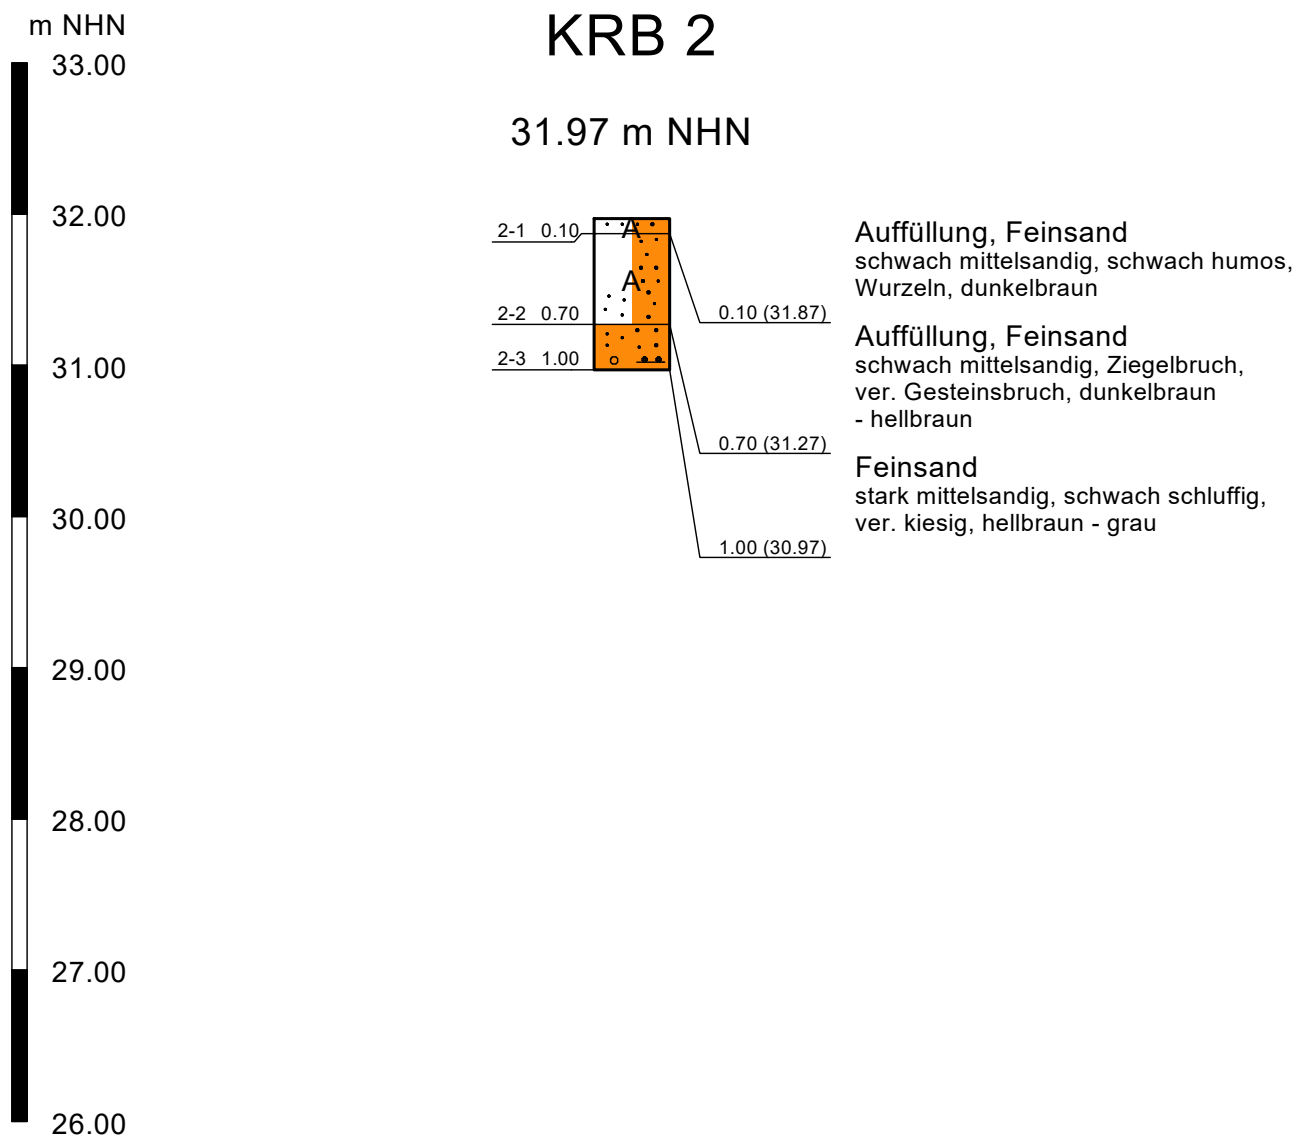 m NHN
KRB 2
33.00
31.97 m NHN
32.00
2-1 0.10
A
Auffüllung, Feinsand
schwach mittelsandig, schwach humos,
Wurzeln, dunkelbraun
A
2-2 0.70
0.10 (31.87)
Auffüllung, Feinsand
schwach mittelsandig, Ziegelbruch,
ver. Gesteinsbruch, dunkelbraun
- hellbraun
2-3 1.00
31.00
0.70 (31.27)
Feinsand
stark mittelsandig, schwach schluffig,
ver. kiesig, hellbraun - grau
30.00
1.00 (30.97)
29.00
28.00
27.00
26.00